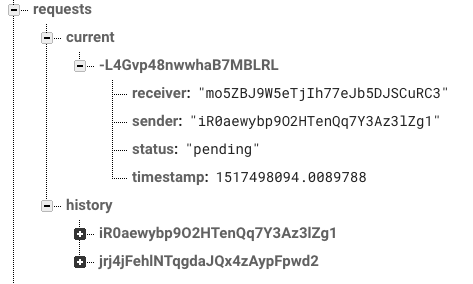 requests
current
-L4Gvp48nwwhaB7MBLRL
receiver: "mo5ZBJ9W5eTjIh77eJb5DJSCuRC3"
sender: "iR0aewybp9O2HTenQq7Y3Az3lZg1"
status: "pending"
timestamp: 1517498094.0089788
history
iR0aewybp9O2HTenQq7Y3Az3lZg1
jrj4jFehlNTqgdaJQx4zAypFpwd2